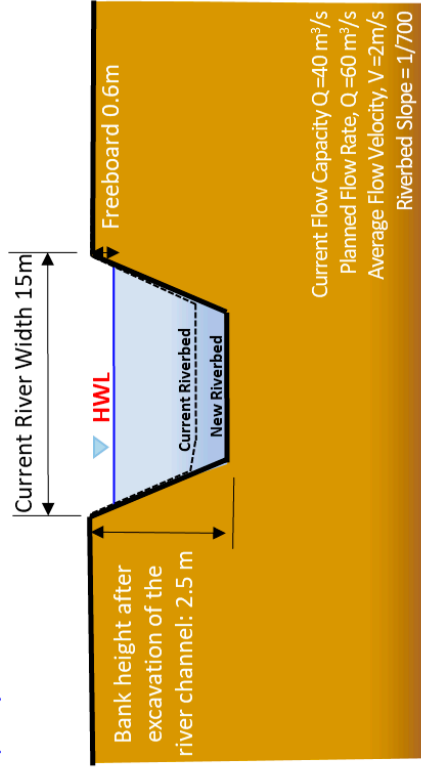 Current River Width 15m
Freeboard 0.6m
HWL
Current Riverbed
New Riverbed
Bank height after
excavation of the
river channel: 2.5 m
Current Flow Capacity Q =40 m³/s
Planned Flow Rate, Q =60 m³/s
Average Flow Velocity, V =2m/s
Riverbed Slope = 1/700